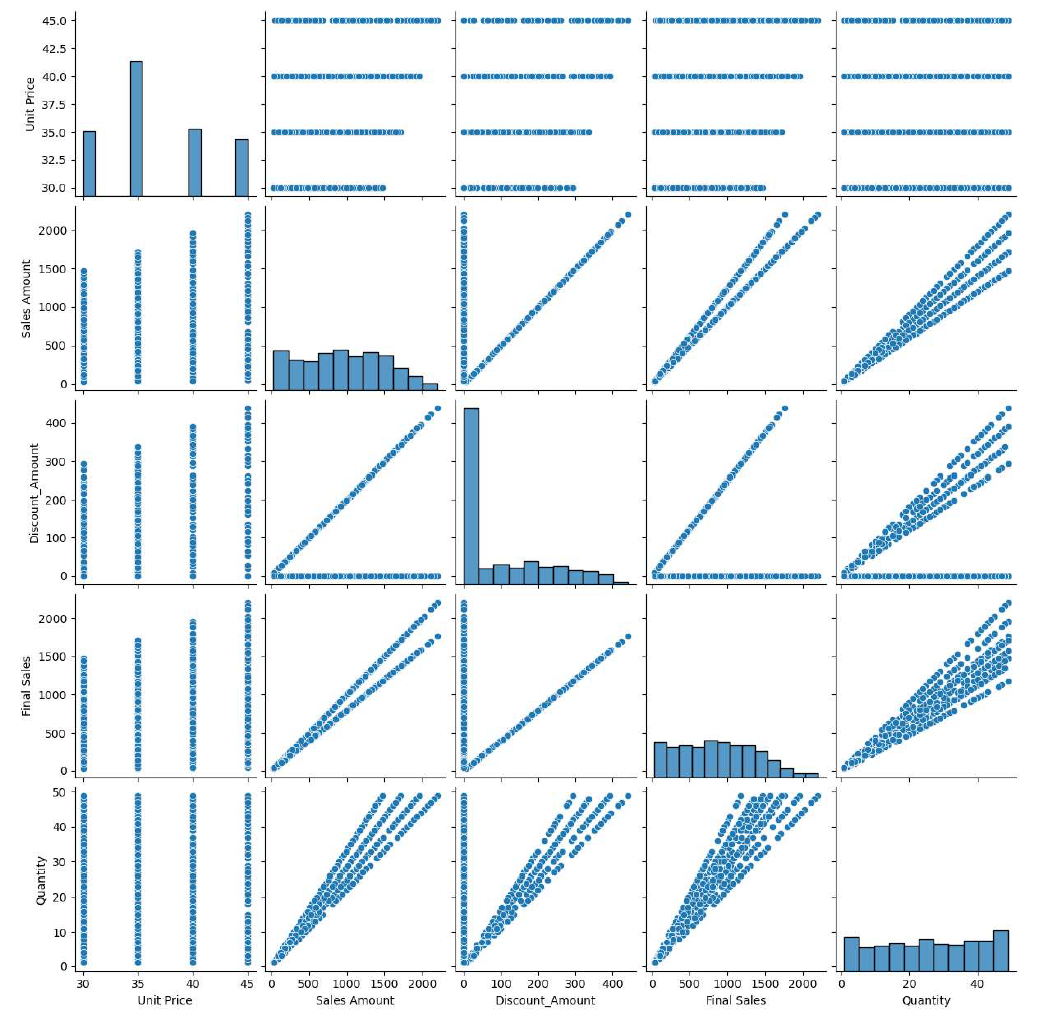 45.0
42.5
40.0
37.5
35.0
32.5
30.0
Unit Price
2000
1500
1000
500
0
Sales Amount
400
300
200
100
0
Discount_Amount
2000
1500
1000
500
0
Final Sales
50
40
30
20
10
0
Quantity
30 35 40 45
Unit Price
0 500 1000 1500 2000
Sales Amount
0 100 200 300 400
Discount_Amount
0 500 1000 1500 2000
Final Sales
0 20 40
Quantity